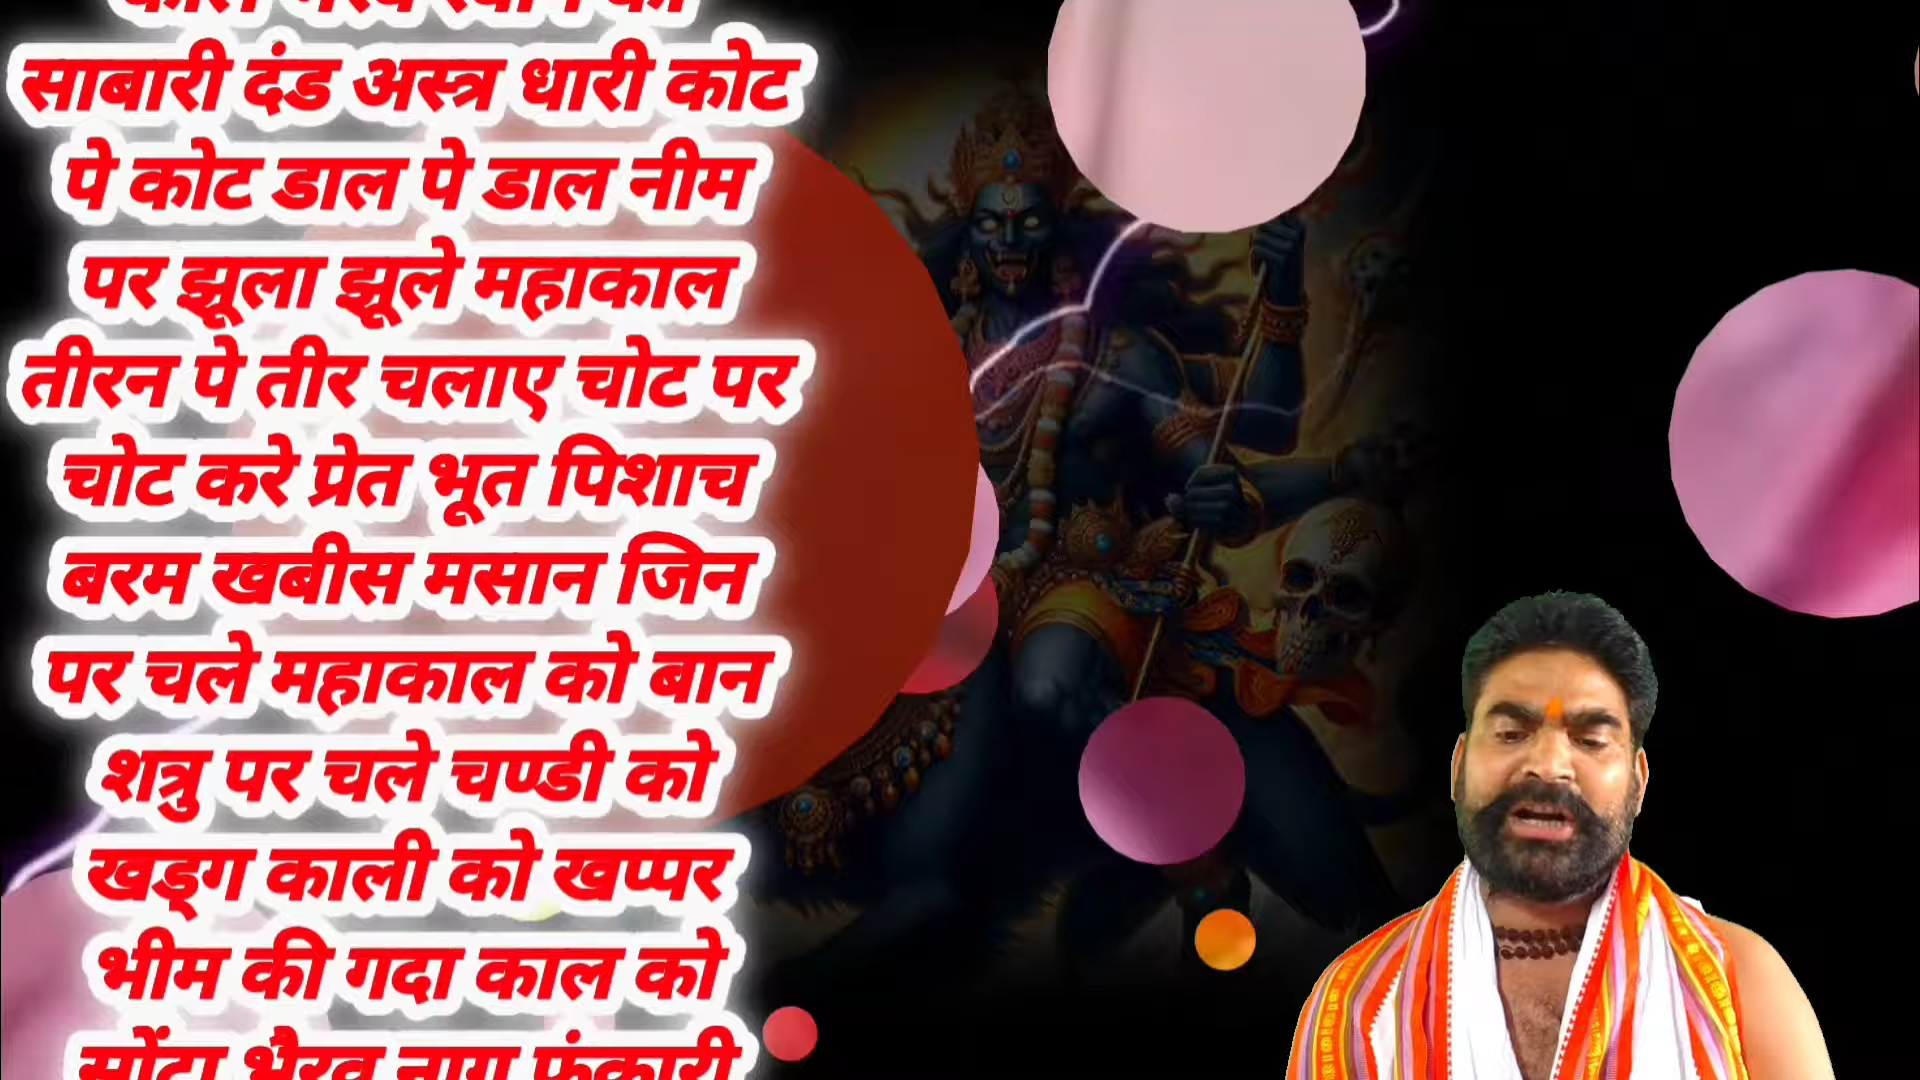 साबारी दंड अस्त्र धारी कोट
पे कोट डाल पे डाल नीम
पर झूला झूले महाकाल
तीरन पे तीर चलाए चोट पर
चोट करे प्रेत भूत पिशाच
बरम खबीस मसान जिन
पर चले महाकाल को बान
शत्रु पर चले चण्डी को
खड्ग काली को खप्पर
भीम की गदा काल को
सोंटा भैरव नाग फुंकारी